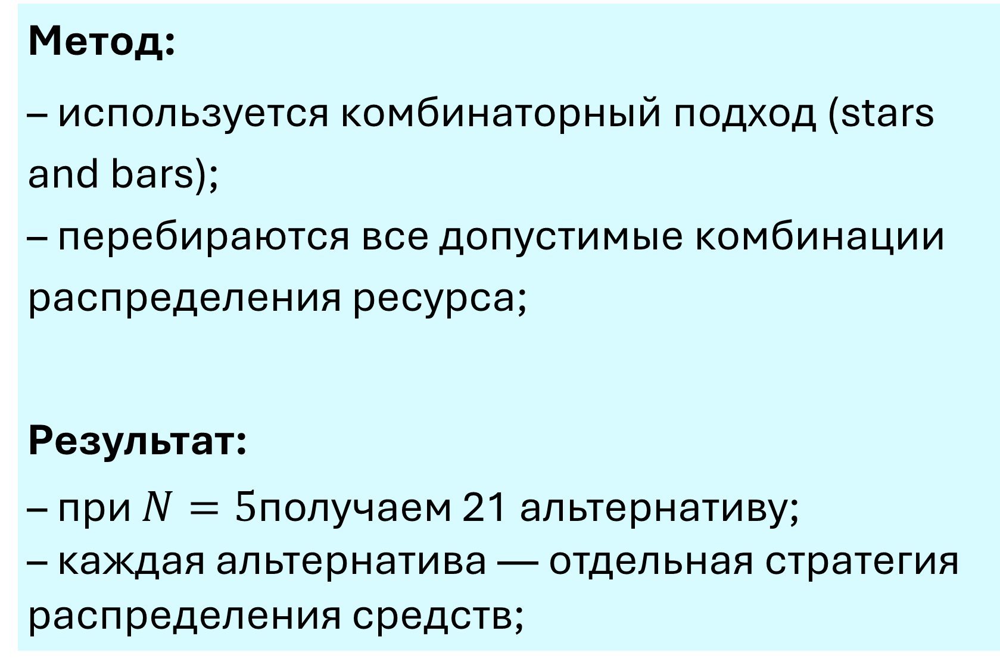 Метод:
– используется комбинаторный подход (stars
and bars);
– перебираются все допустимые комбинации
распределения ресурса;
Результат:
– при N = 5получаем 21 альтернативу;
– каждая альтернатива — отдельная стратегия
распределения средств;